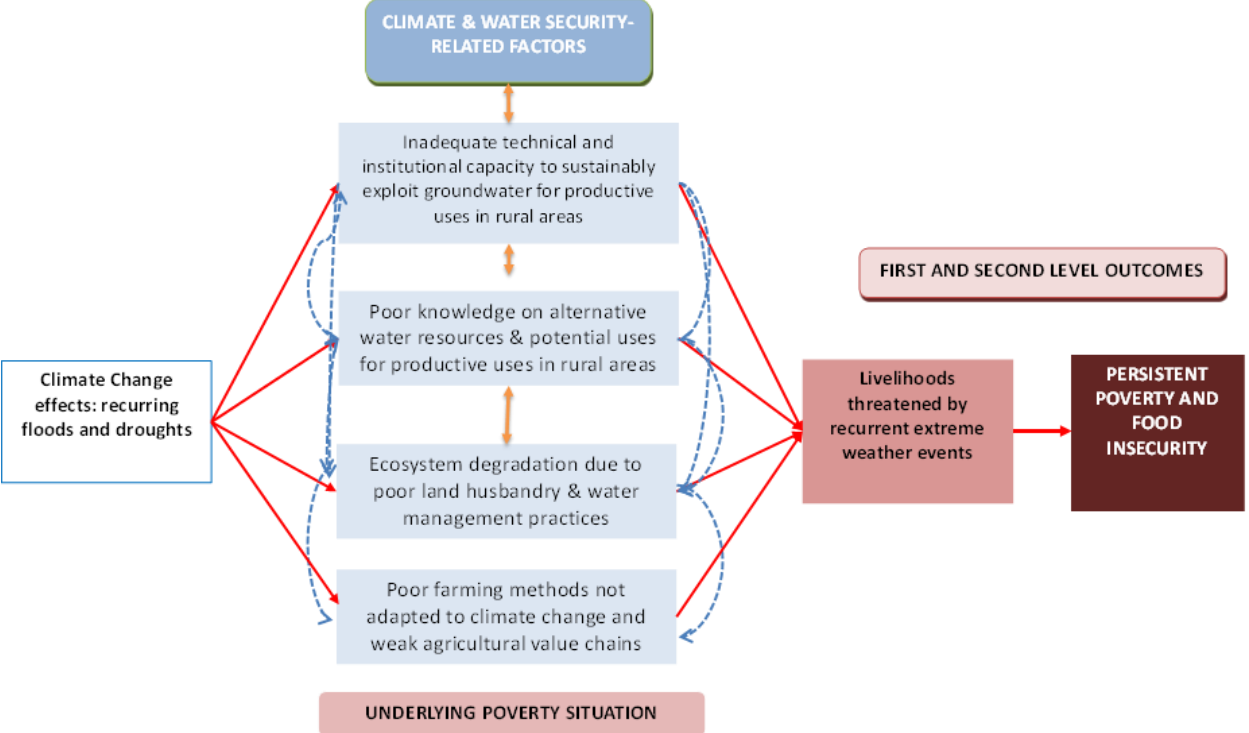 CLIMATE & WATER SECURITY-
RELATED FACTORS
Inadequate technical and
institutional capacity to sustainably
exploit groundwater for productive
uses in rural areas
FIRST AND SECOND LEVEL OUTCOMES
Poor knowledge on alternative
water resources & potential uses
for productive uses in rural areas
Climate Change
effects: recurring
floods and droughts
Livelihoods
threatened by
recurrent extreme
weather events
PERSISTENT
POVERTY AND
FOOD
INSECURITY
Ecosystem degradation due to
poor land husbandry & water
management practices
Poor farming methods not
adapted to climate change and
weak agricultural value chains
UNDERLYING POVERTY SITUATION